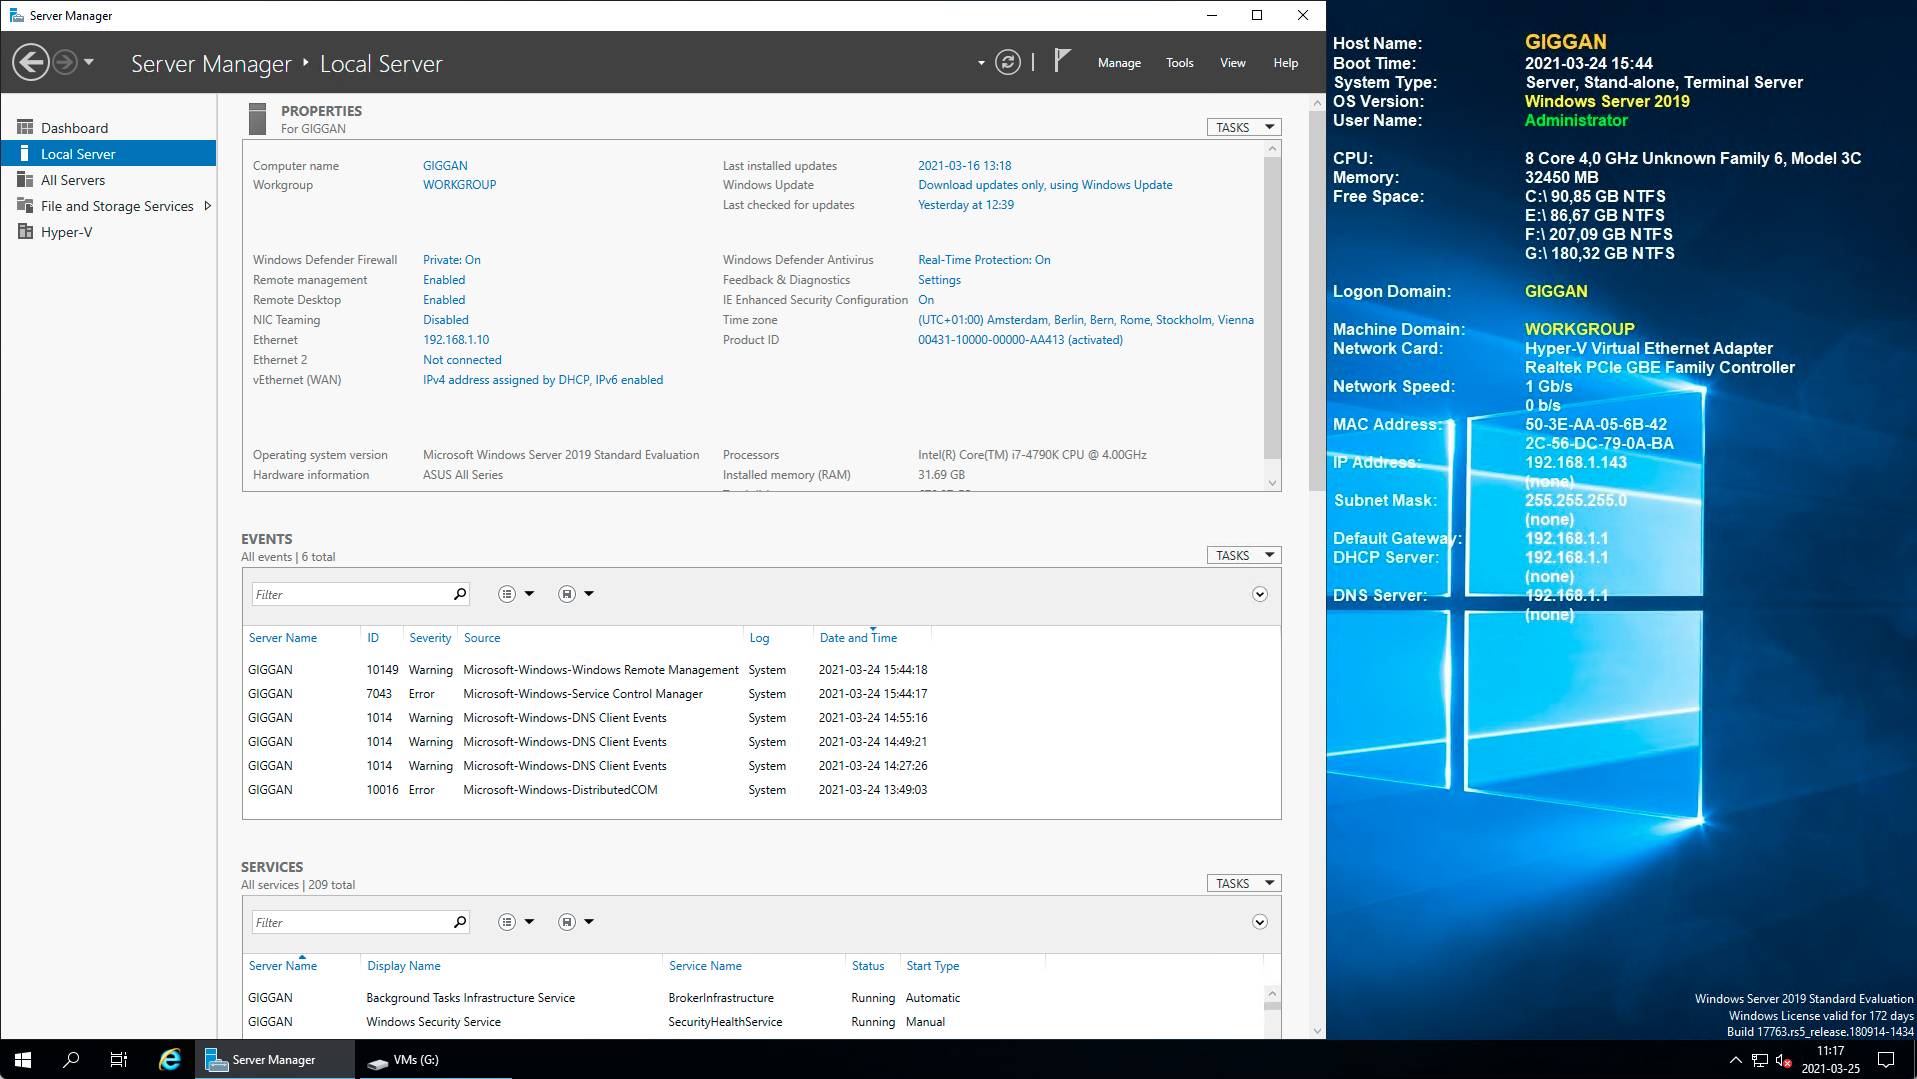 Server Manager
Server Manager ‣ Local Server
Manage Tools View Help
Dashboard
Local Server
All Servers
File and Storage Services
Hyper-V
PROPERTIES
For GIGGAN
TASKS
Computer name GIGGAN Last installed updates 2021-03-16 13:18
Workgroup WORKGROUP Windows Update Download updates only, using Windows Update
Last checked for updates Yesterday at 12:39
Windows Defender Firewall Private: On Windows Defender Antivirus Real-Time Protection: On
Remote management Enabled Feedback & Diagnostics Settings
Remote Desktop Enabled IE Enhanced Security Configuration On
NIC Teaming Disabled Time zone (UTC+01:00) Amsterdam, Berlin, Bern, Rome, Stockholm, Vienna
Ethernet 192.168.1.10 Product ID 00431-10000-00000-AA413 (activated)
Ethernet 2 Not connected
vEthernet (WAN) IPv4 address assigned by DHCP, IPv6 enabled
Operating system version Microsoft Windows Server 2019 Standard Evaluation Processors Intel(R) Core(TM) i7-4790K CPU @ 4.00GHz
Hardware information ASUS All Series Installed memory (RAM) 31.69 GB
EVENTS
All events | 6 total
TASKS
Filter
Server Name ID Severity Source Log Date and Time
GIGGAN 10149 Warning Microsoft-Windows-Windows Remote Management System 2021-03-24 15:44:18
GIGGAN 7043 Error Microsoft-Windows-Service Control Manager System 2021-03-24 15:44:17
GIGGAN 1014 Warning Microsoft-Windows-DNS Client Events System 2021-03-24 14:55:16
GIGGAN 1014 Warning Microsoft-Windows-DNS Client Events System 2021-03-24 14:49:21
GIGGAN 1014 Warning Microsoft-Windows-DNS Client Events System 2021-03-24 14:27:26
GIGGAN 10016 Error Microsoft-Windows-DistributedCOM System 2021-03-24 13:49:03
SERVICES
All services | 209 total
TASKS
Filter
Server Name Display Name Service Name Status Start Type
GIGGAN Background Tasks Infrastructure Service BrokerInfrastructure Running Automatic
GIGGAN Windows Security Service SecurityHealthService Running Manual
Host Name: GIGGAN
Boot Time: 2021-03-24 15:44
System Type: Server, Stand-alone, Terminal Server
OS Version: Windows Server 2019
User Name: Administrator
CPU: 8 Core 4,0 GHz Unknown Family 6, Model 3C
Memory: 32450 MB
Free Space: C:\ 90,85 GB NTFS
E:\ 86,67 GB NTFS
F:\ 207,09 GB NTFS
G:\ 180,32 GB NTFS
Logon Domain: GIGGAN
Machine Domain: WORKGROUP
Network Card: Hyper-V Virtual Ethernet Adapter
Realtek PCIe GBE Family Controller
Network Speed: 1 Gb/s
0 b/s
MAC Address: 50-3E-AA-05-6B-42
2C-56-DC-79-0A-BA
IP Address: 192.168.1.143
(none)
Subnet Mask: 255.255.255.0
(none)
Default Gateway: 192.168.1.1
DHCP Server: 192.168.1.1
(none)
DNS Server: 192.168.1.1
(none)
Windows Server 2019 Standard Evaluation
Windows License valid for 172 days
Build 17763.rs5_release.180914-1434
Server Manager VMs (G:)
11:17
2021-03-25